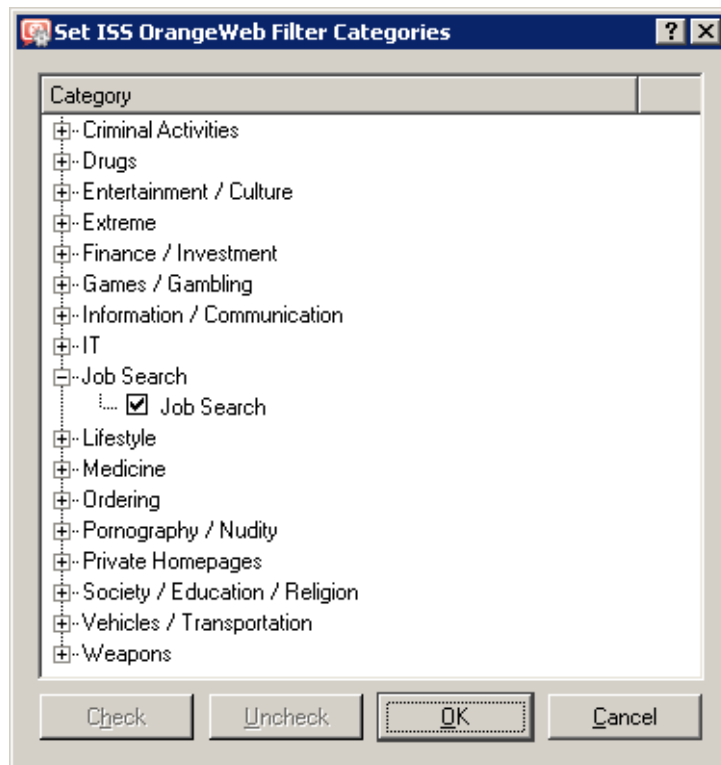 Set ISS OrangeWeb Filter Categories
Category
Criminal Activities
Drugs
Entertainment / Culture
Extreme
Finance / Investment
Games / Gambling
Information / Communication
IT
Job Search
Job Search
Lifestyle
Medicine
Ordering
Pornography / Nudity
Private Homepages
Society / Education / Religion
Vehicles / Transportation
Weapons
Check Uncheck OK Cancel